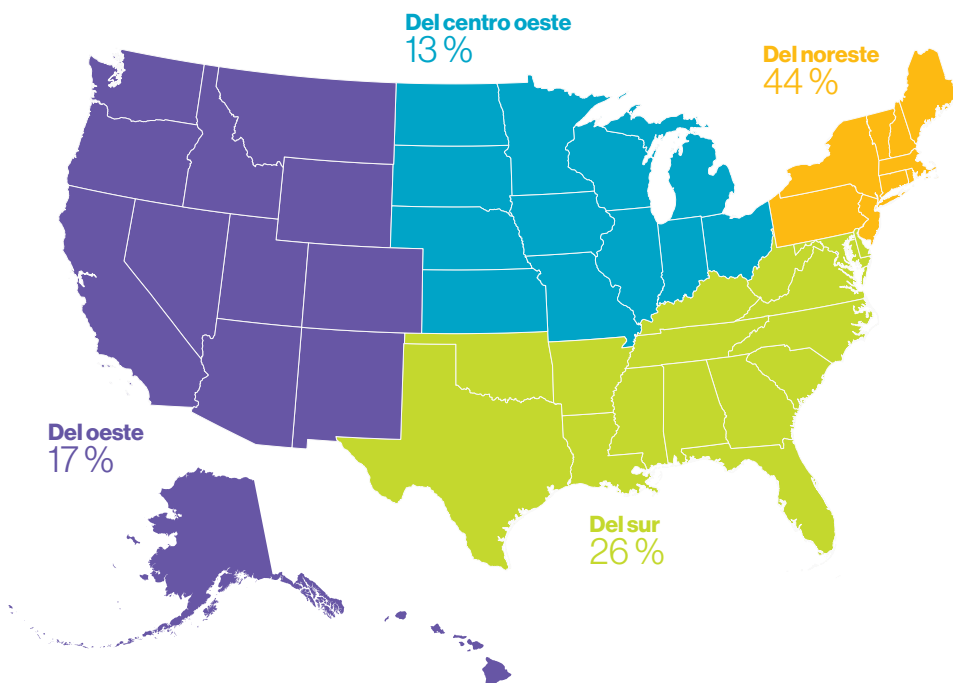 Del centro oeste
13 %
Del noreste
44 %
Del oeste
17 %
Del sur
26 %